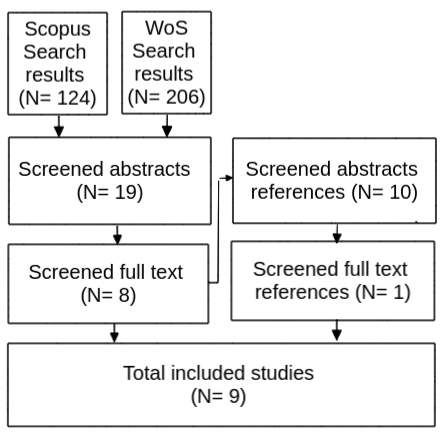 Scopus
Search
results
(N= 124)
WoS
Search
results
(N= 206)
Screened abstracts
(N= 19)
Screened abstracts
references (N= 10)
Screened full text
(N= 8)
Screened full text
references (N= 1)
Total included studies
(N= 9)